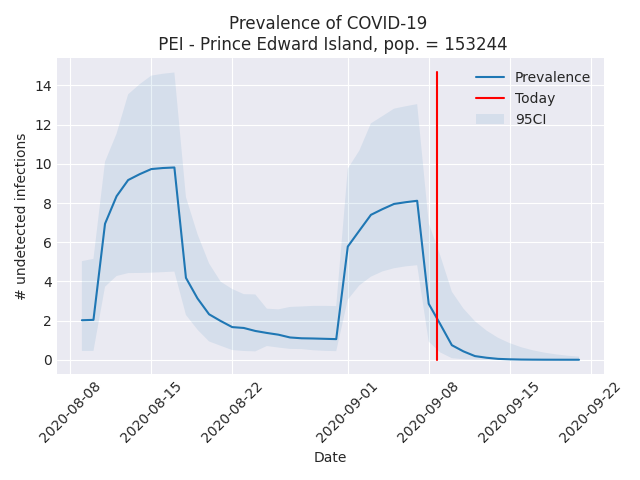 Prevalence of COVID-19
PEI - Prince Edward Island, pop. = 153244
Prevalence
Today
95CI
# undetected infections
14
12
10
8
6
4
2
0
2020-08-08
2020-08-15
2020-08-22
2020-09-01
2020-09-08
2020-09-15
2020-09-22
Date